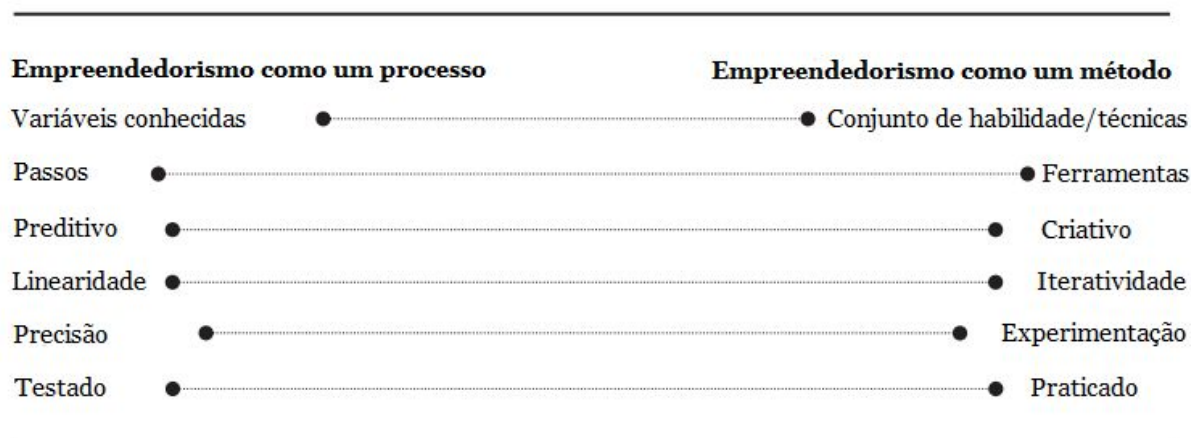 Empreendedorismo como um processo Empreendedorismo como um método
Variáveis conhecidas Conjunto de habilidade/técnicas
Passos Ferramentas
Preditivo Criativo
Linearidade Iteratividade
Precisão Experimentação
Testado Praticado